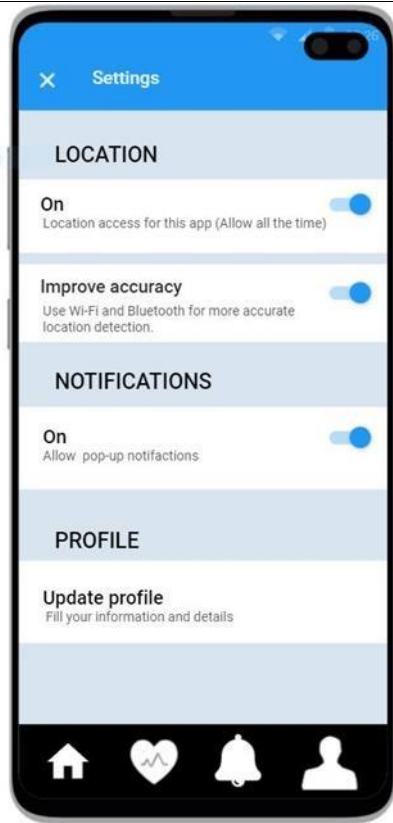 Settings
LOCATION
On
Location access for this app (Allow all the time)
Improve accuracy
Use Wi-Fi and Bluetooth for more accurate
location detection.
NOTIFICATIONS
On
Allow pop-up notifactions
PROFILE
Update profile
Fill your information and details